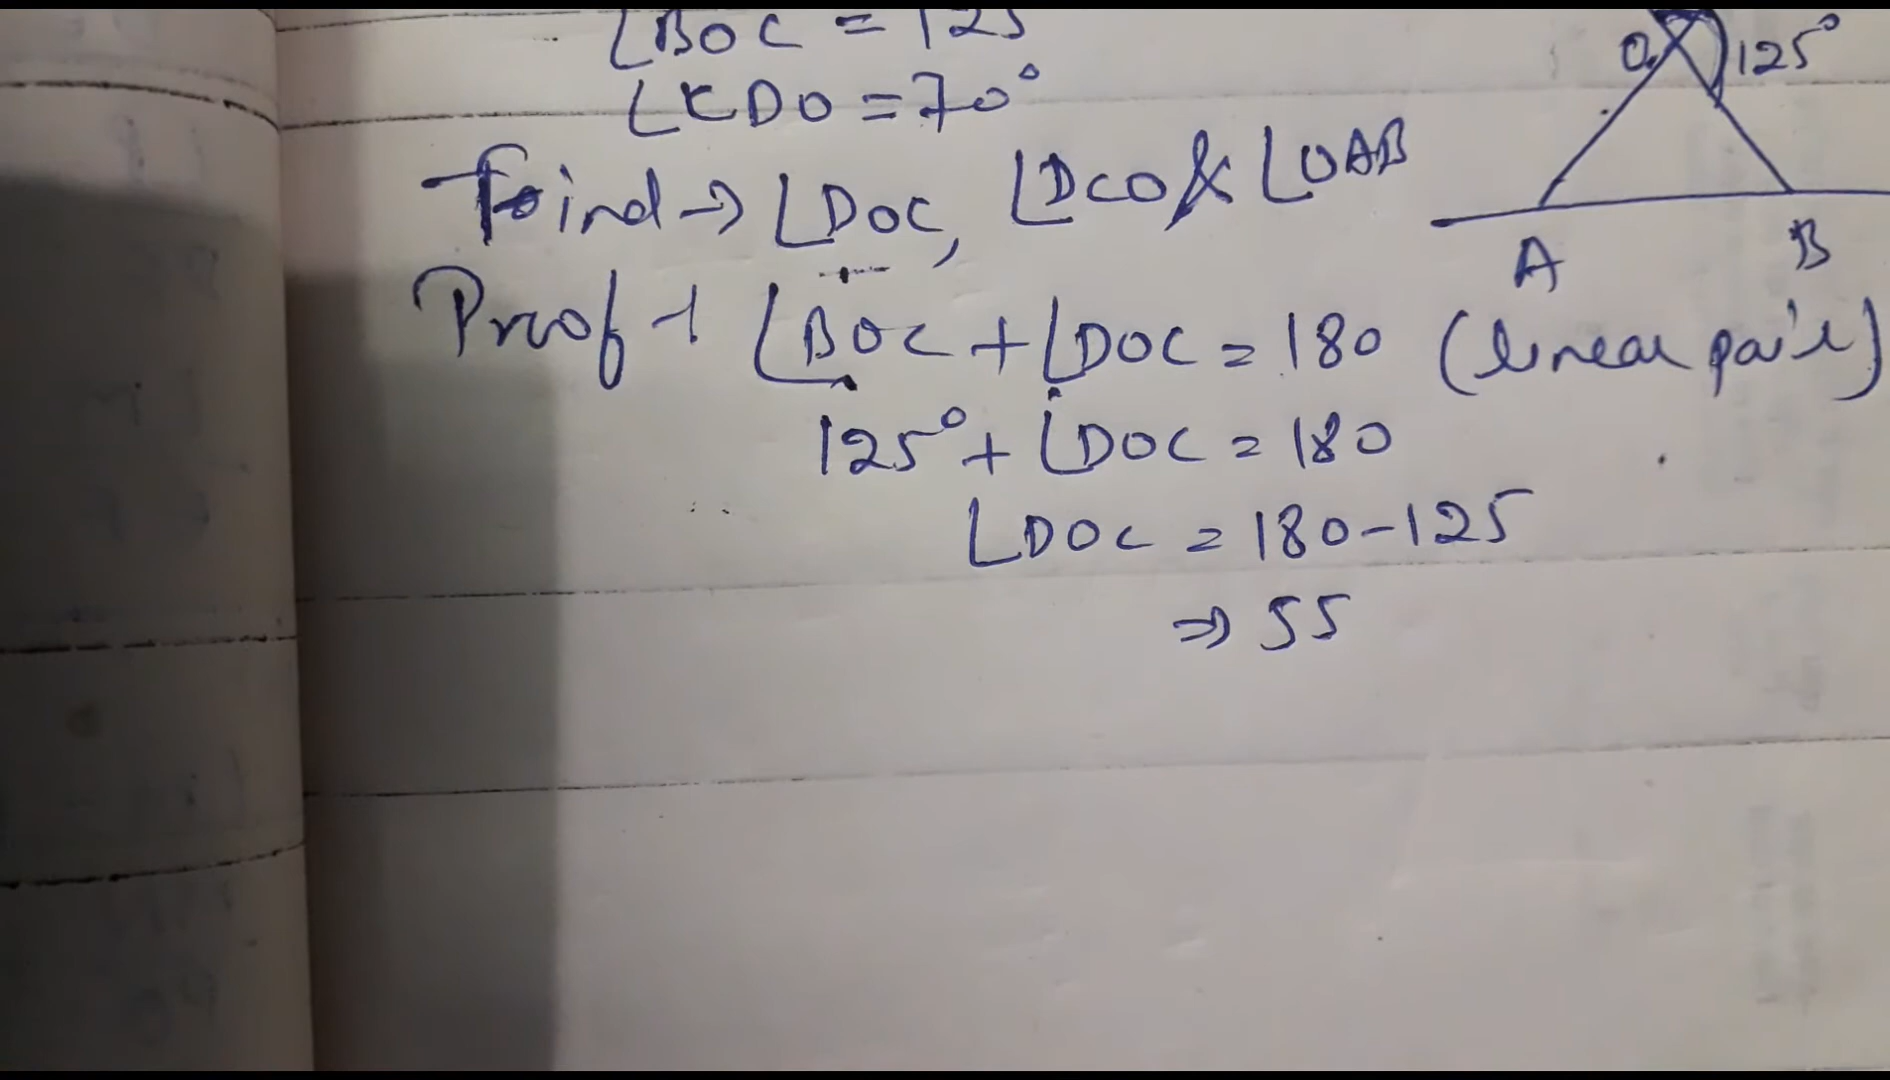 ∠BOC = 125
∠CDO = 70°
O 125°
Find → ∠DOC, ∠DCO & ∠OAB
A B
Proof → ∠BOC + ∠DOC = 180 (linear pair)
125° + ∠DOC = 180
∠DOC = 180-125
⇒ 55